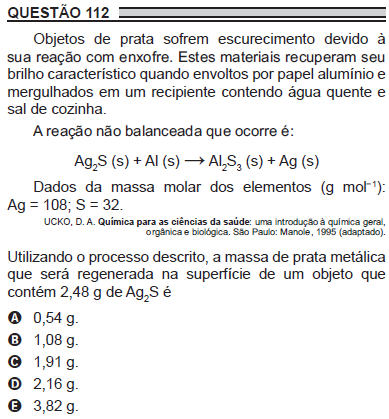 QUESTÃO 112
Objetos de prata sofrem escurecimento devido à
sua reação com enxofre. Estes materiais recuperam seu
brilho característico quando envoltos por papel alumínio e
mergulhados em um recipiente contendo água quente e
sal de cozinha.
A reação não balanceada que ocorre é:
Ag₂S (s) + Al (s) ⟶ Al₂S₃ (s) + Ag (s)
Dados da massa molar dos elementos (g mol⁻¹):
Ag = 108; S = 32.
UCKO, D. A. Química para as ciências da saúde: uma introdução à química geral,
orgânica e biológica. São Paulo: Manole, 1995 (adaptado).
Utilizando o processo descrito, a massa de prata metálica
que será regenerada na superfície de um objeto que
contém 2,48 g de Ag₂S é
A 0,54 g.
B 1,08 g.
C 1,91 g.
D 2,16 g.
E 3,82 g.